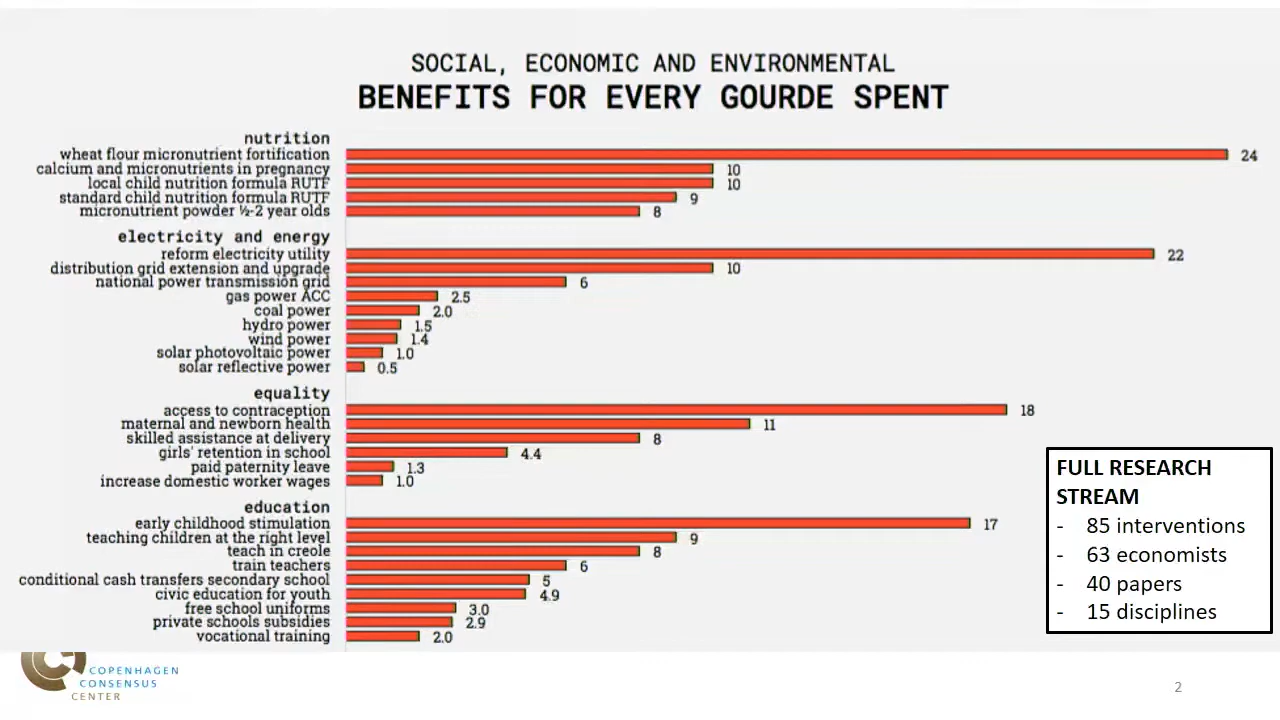 SOCIAL, ECONOMIC AND ENVIRONMENTAL
BENEFITS FOR EVERY GOURDE SPENT
nutrition
wheat flour micronutrient fortification 24
calcium and micronutrients in pregnancy 10
local child nutrition formula RUTF 10
standard child nutrition formula RUTF 9
micronutrient powder ½-2 year olds 8
electricity and energy
reform electricity utility 22
distribution grid extension and upgrade 10
national power transmission grid 6
gas power ACC 2.5
coal power 2.0
hydro power 1.5
wind power 1.4
solar photovoltaic power 1.0
solar reflective power 0.5
equality
access to contraception 18
maternal and newborn health 11
skilled assistance at delivery 8
girls' retention in school 4.4
paid paternity leave 1.3
increase domestic worker wages 1.0
education
early childhood stimulation 17
teaching children at the right level 9
teach in creole 8
train teachers 6
conditional cash transfers secondary school 5
civic education for youth 4.9
free school uniforms 3.0
private schools subsidies 2.9
vocational training 2.0
FULL RESEARCH
STREAM
- 85 interventions
- 63 economists
- 40 papers
- 15 disciplines
COPENHAGEN
CONSENSUS
CENTER
2